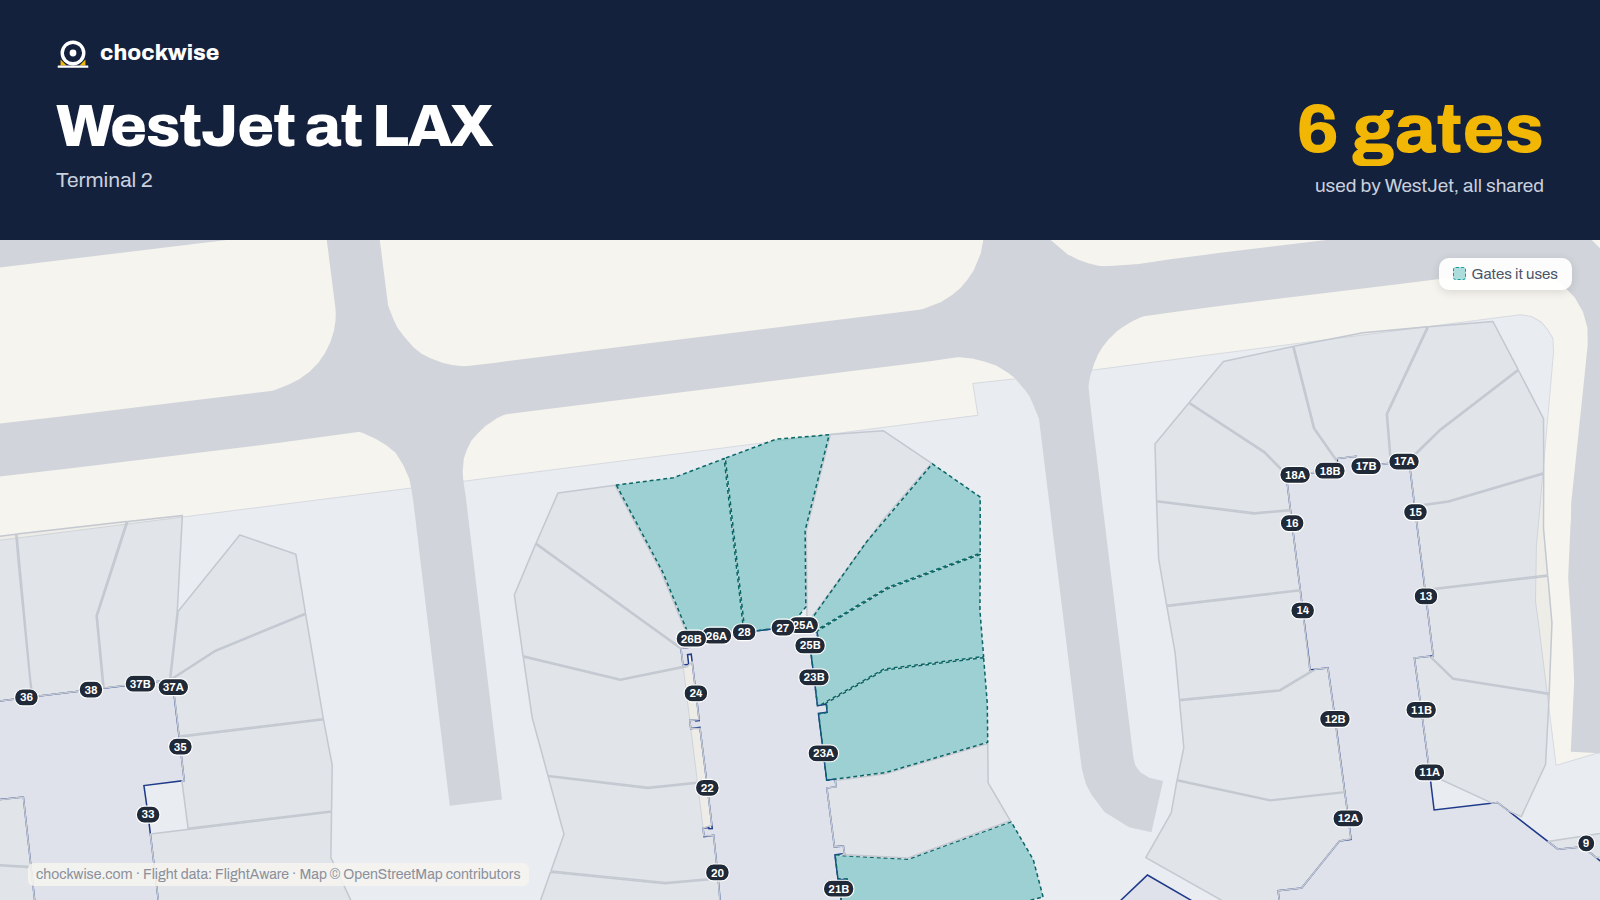 chockwise
WestJet at LAX
Terminal 2
6 gates
used by WestJet, all shared
Gates it uses
18A
18B
17B
17A
16
15
14
13
12B
11B
11A
12A
9
26B
26A
28
27
25A
25B
23B
24
23A
22
20
21B
36
38
37B
37A
35
33
chockwise.com · Flight data: FlightAware · Map © OpenStreetMap contributors